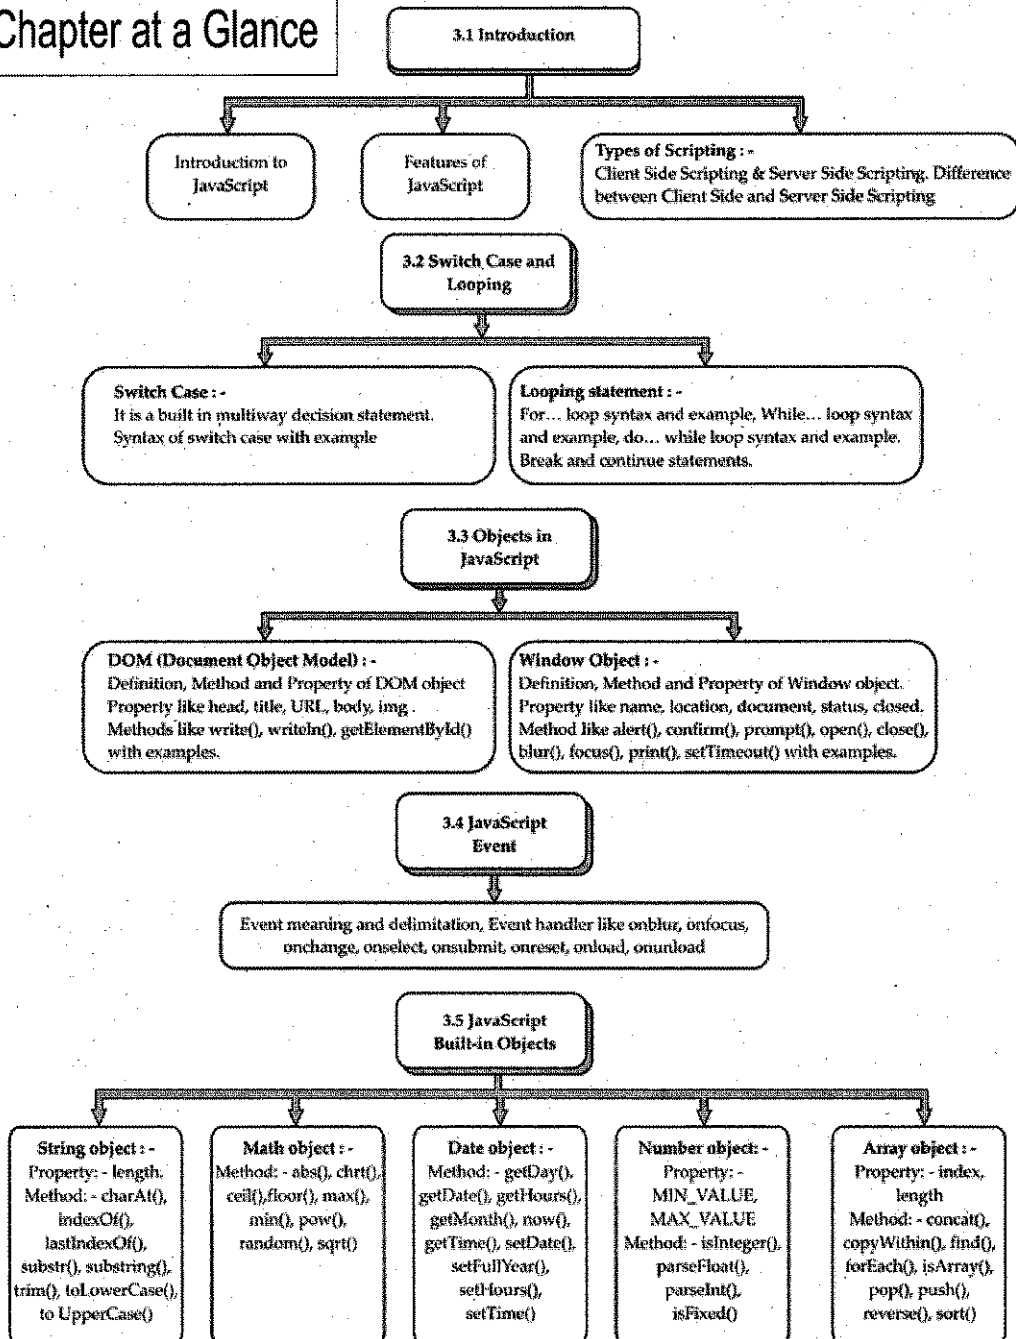 Chapter at a Glance
3.1 Introduction
Introduction to
JavaScript
Features of
JavaScript
Types of Scripting : -
Client Side Scripting & Server Side Scripting. Difference
between Client Side and Server Side Scripting
3.2 Switch Case and
Looping
Switch Case : -
It is a built in multiway decision statement.
Syntax of switch case with example
Looping statement : -
For... loop syntax and example, While... loop syntax
and example, do... while loop syntax and example.
Break and continue statements.
3.3 Objects in
JavaScript
DOM (Document Object Model) : -
Definition, Method and Property of DOM object
Property like head, title, URL, body, img .
Methods like write(), writeln(), getElementById()
with examples.
Window Object : -
Definition, Method and Property of Window object.
Property like name, location, document, status, closed.
Method like alert(), confirm(), prompt(), open(), close(),
blur(), focus(), print(), setTimeout() with examples.
3.4 JavaScript
Event
Event meaning and delimitation, Event handler like onblur, onfocus,
onchange, onselect, onsubmit, onreset, onload, onunload
3.5 JavaScript
Built-in Objects
String object : -
Property: - length.
Method: - charAt(),
indexOf(),
lastIndexOf(),
substr(), substring(),
trim(), toLowerCase(),
to UpperCase()
Math object : -
Method: - abs(), chrt(),
ceil(),floor(), max(),
min(), pow(),
random(), sqrt()
Date object : -
Method: - getDay(),
getDate(), getHours(),
getMonth(), now(),
getTime(), setDate(),
setFullYear(),
setHours(),
setTime()
Number object: -
Property: -
MIN_VALUE,
MAX_VALUE
Method: - isInteger(),
parseFloat(),
parseInt(),
isFixed()
Array object : -
Property: - index,
length
Method: - concat(),
copyWithin(), find(),
forEach(), isArray(),
pop(), push(),
reverse(), sort()